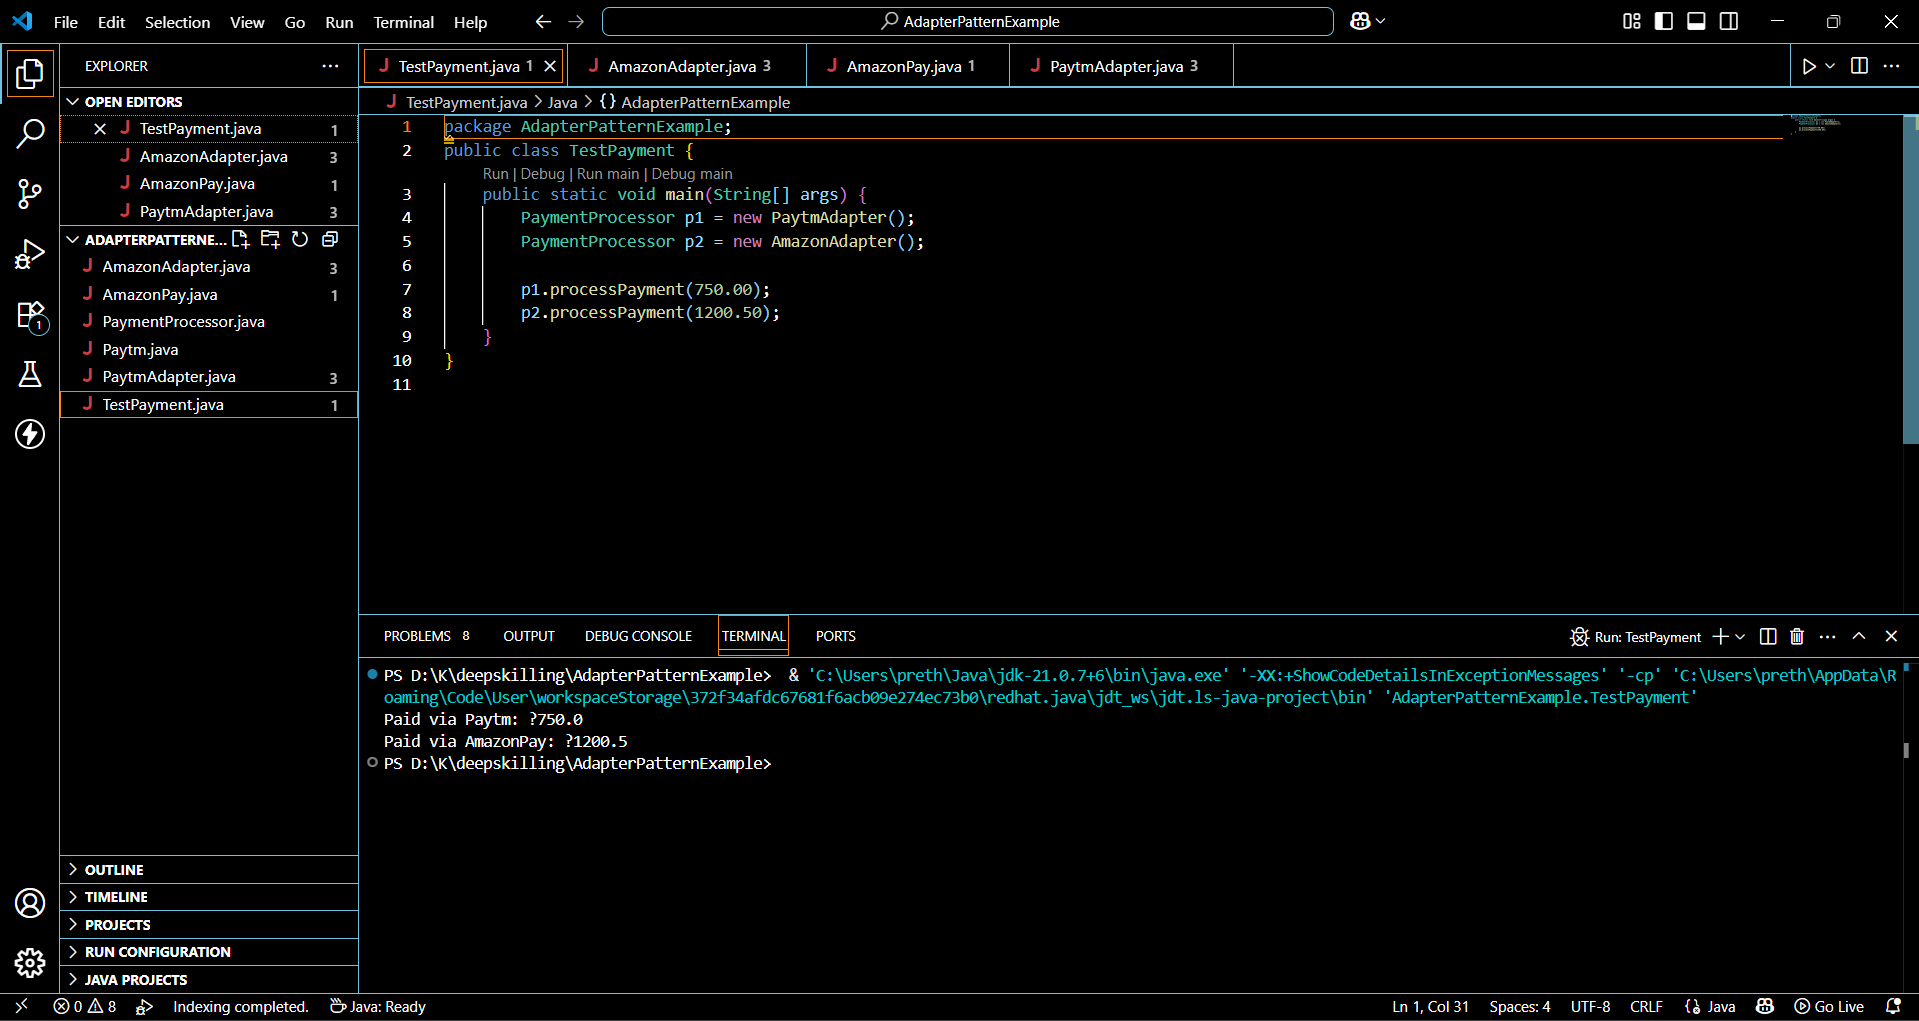 File Edit Selection View Go Run Terminal Help AdapterPatternExample
EXPLORER
OPEN EDITORS
TestPayment.java 1
AmazonAdapter.java 3
AmazonPay.java 1
PaytmAdapter.java 3
ADAPTERPATTERNE...
AmazonAdapter.java 3
AmazonPay.java 1
PaymentProcessor.java
Paytm.java
PaytmAdapter.java 3
TestPayment.java 1
1
OUTLINE
TIMELINE
PROJECTS
RUN CONFIGURATION
JAVA PROJECTS
TestPayment.java 1 AmazonAdapter.java 3 AmazonPay.java 1 PaytmAdapter.java 3
TestPayment.java > Java > {} AdapterPatternExample
1 package AdapterPatternExample;
2 public class TestPayment {
Run | Debug | Run main | Debug main
3 public static void main(String[] args) {
4 PaymentProcessor p1 = new PaytmAdapter();
5 PaymentProcessor p2 = new AmazonAdapter();
6
7 p1.processPayment(750.00);
8 p2.processPayment(1200.50);
9 }
10 }
11
PROBLEMS 8 OUTPUT DEBUG CONSOLE TERMINAL PORTS Run: TestPayment
PS D:\K\deepskilling\AdapterPatternExample> & 'C:\Users\preth\Java\jdk-21.0.7+6\bin\java.exe' '-XX:+ShowCodeDetailsInExceptionMessages' '-cp' 'C:\Users\preth\AppData\R
oaming\Code\User\workspaceStorage\372f34afdc67681f6acb09e274ec73b0\redhat.java\jdt_ws\jdt.ls-java-project\bin' 'AdapterPatternExample.TestPayment'
Paid via Paytm: ?750.0
Paid via AmazonPay: ?1200.5
PS D:\K\deepskilling\AdapterPatternExample>
0 8 Indexing completed. Java: Ready Ln 1, Col 31 Spaces: 4 UTF-8 CRLF Java Go Live